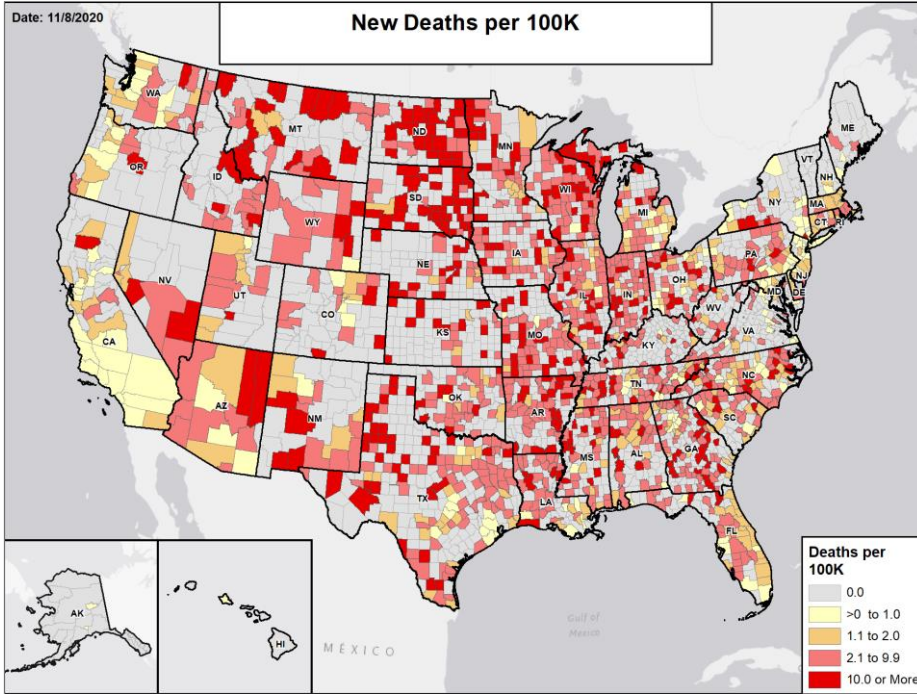 Date: 11/8/2020
New Deaths per 100K
WA
MT
ND
MN
ME
OR
ID
SD
WI
VT
NH
NY
MA
CT
RI
WY
MI
IA
PA
NJ
NE
OH
MD
DE
NV
UT
CO
IL
IN
WV
VA
CA
KS
MO
KY
NC
TN
AZ
NM
OK
AR
SC
MS
AL
GA
TX
LA
FL
AK
HI
MÉXICO
Gulf of
Mexico
Deaths per
100K
0.0
>0 to 1.0
1.1 to 2.0
2.1 to 9.9
10.0 or More